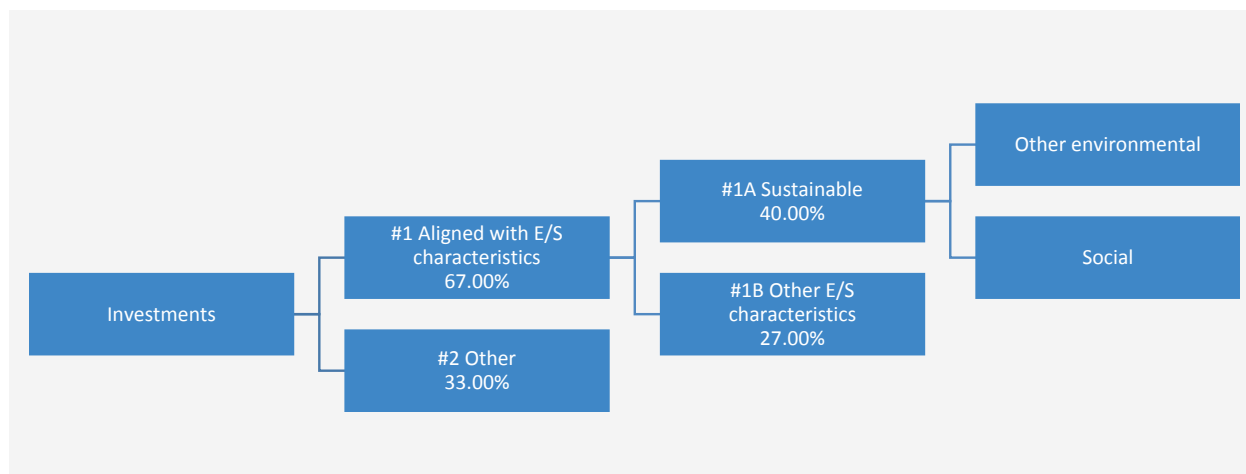 Other environmental
#1A Sustainable
40.00%
#1 Aligned with E/S
characteristics
67.00%
Social
Investments
#1B Other E/S
characteristics
27.00%
#2 Other
33.00%